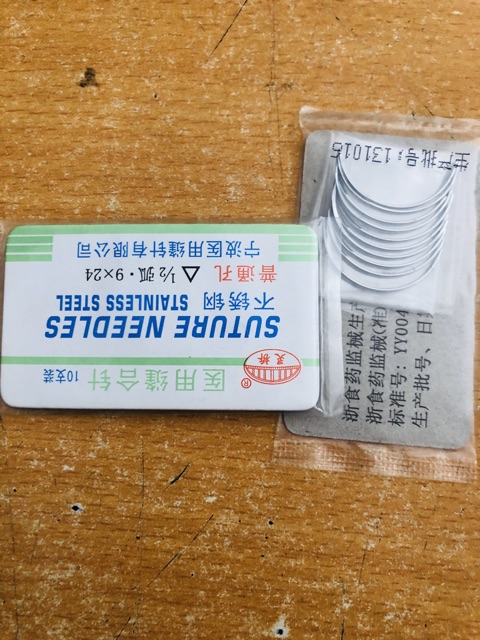 医用缝合针
10支装
灵桥
®
SUTURE NEEDLES
不锈钢 STAINLESS STEEL
普通孔 △ 1/2 弧·9×24
宁波医用缝针有限公司
生产批号:131015
浙食药监械生产
浙食药监械(准)
标准号: YY004
生产批号、日